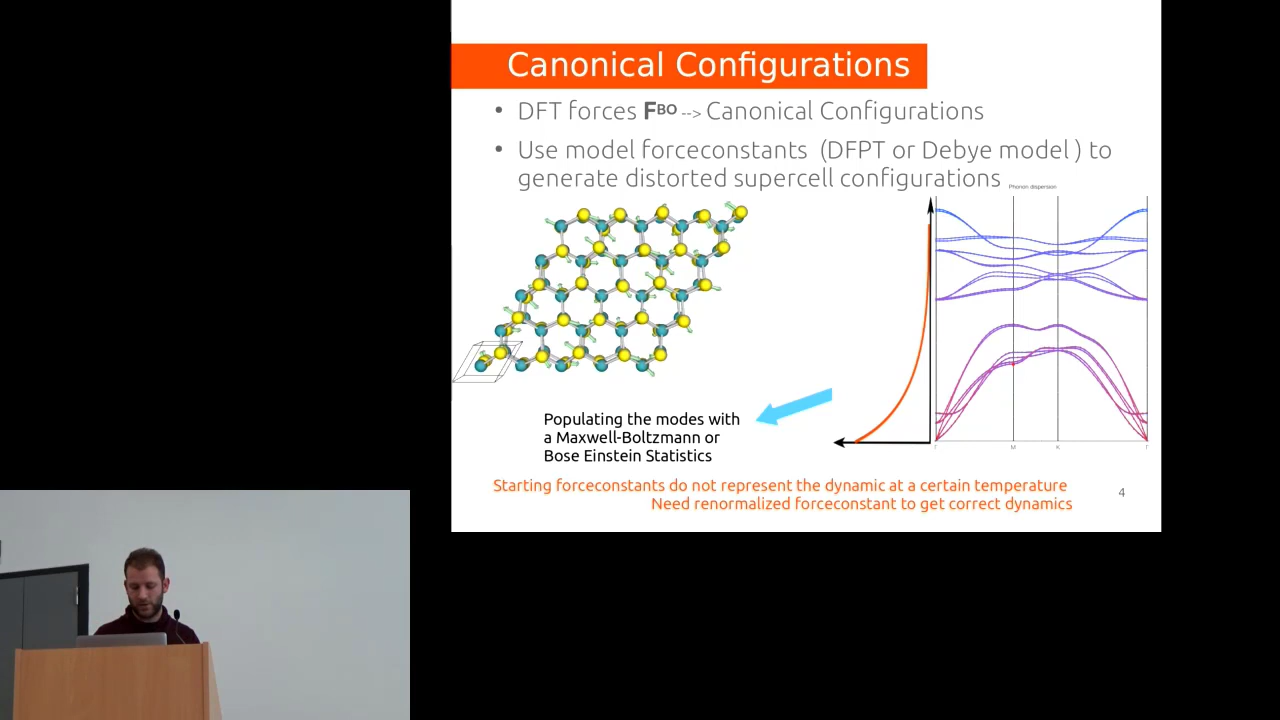 Canonical Configurations
• DFT forces FBO --> Canonical Configurations
• Use model forceconstants (DFPT or Debye model ) to
generate distorted supercell configurations
Phonon dispersion
Populating the modes with
a Maxwell-Boltzmann or
Bose Einstein Statistics
Γ M K Γ
Starting forceconstants do not represent the dynamic at a certain temperature
Need renormalized forceconstant to get correct dynamics
4